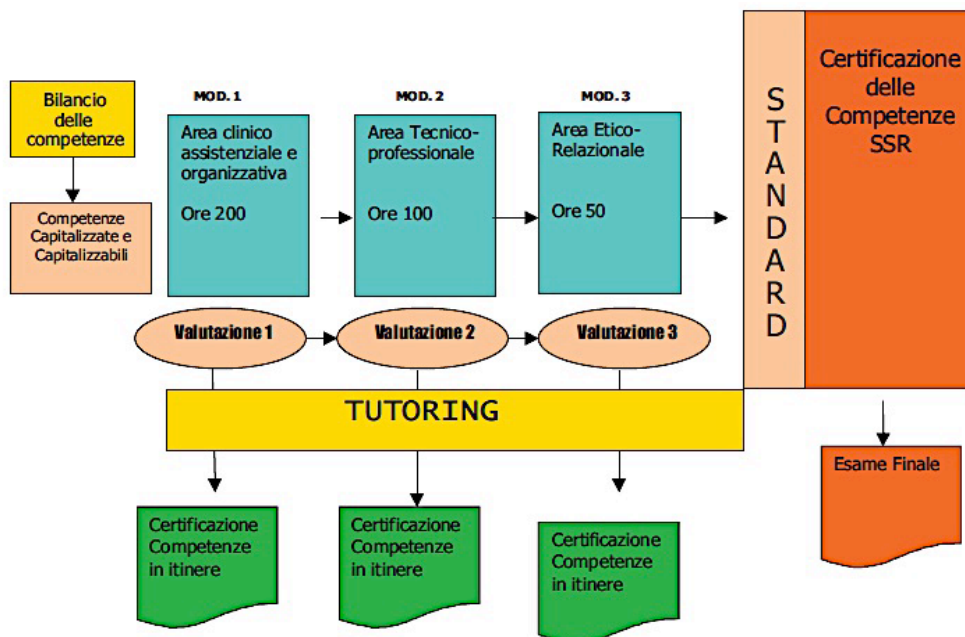 Bilancio
delle
competenze
Competenze
Capitalizzate e
Capitalizzabili
MOD. 1
Area clinico
assistenziale e
organizzativa
Ore 200
MOD. 2
Area Tecnico-
professionale
Ore 100
MOD. 3
Area Etico-
Relazionale
Ore 50
Valutazione 1
Valutazione 2
Valutazione 3
TUTORING
Certificazione
Competenze
in itinere
Certificazione
Competenze
in itinere
Certificazione
Competenze
in itinere
STANDARD
Certificazione
delle
Competenze
SSR
Esame Finale